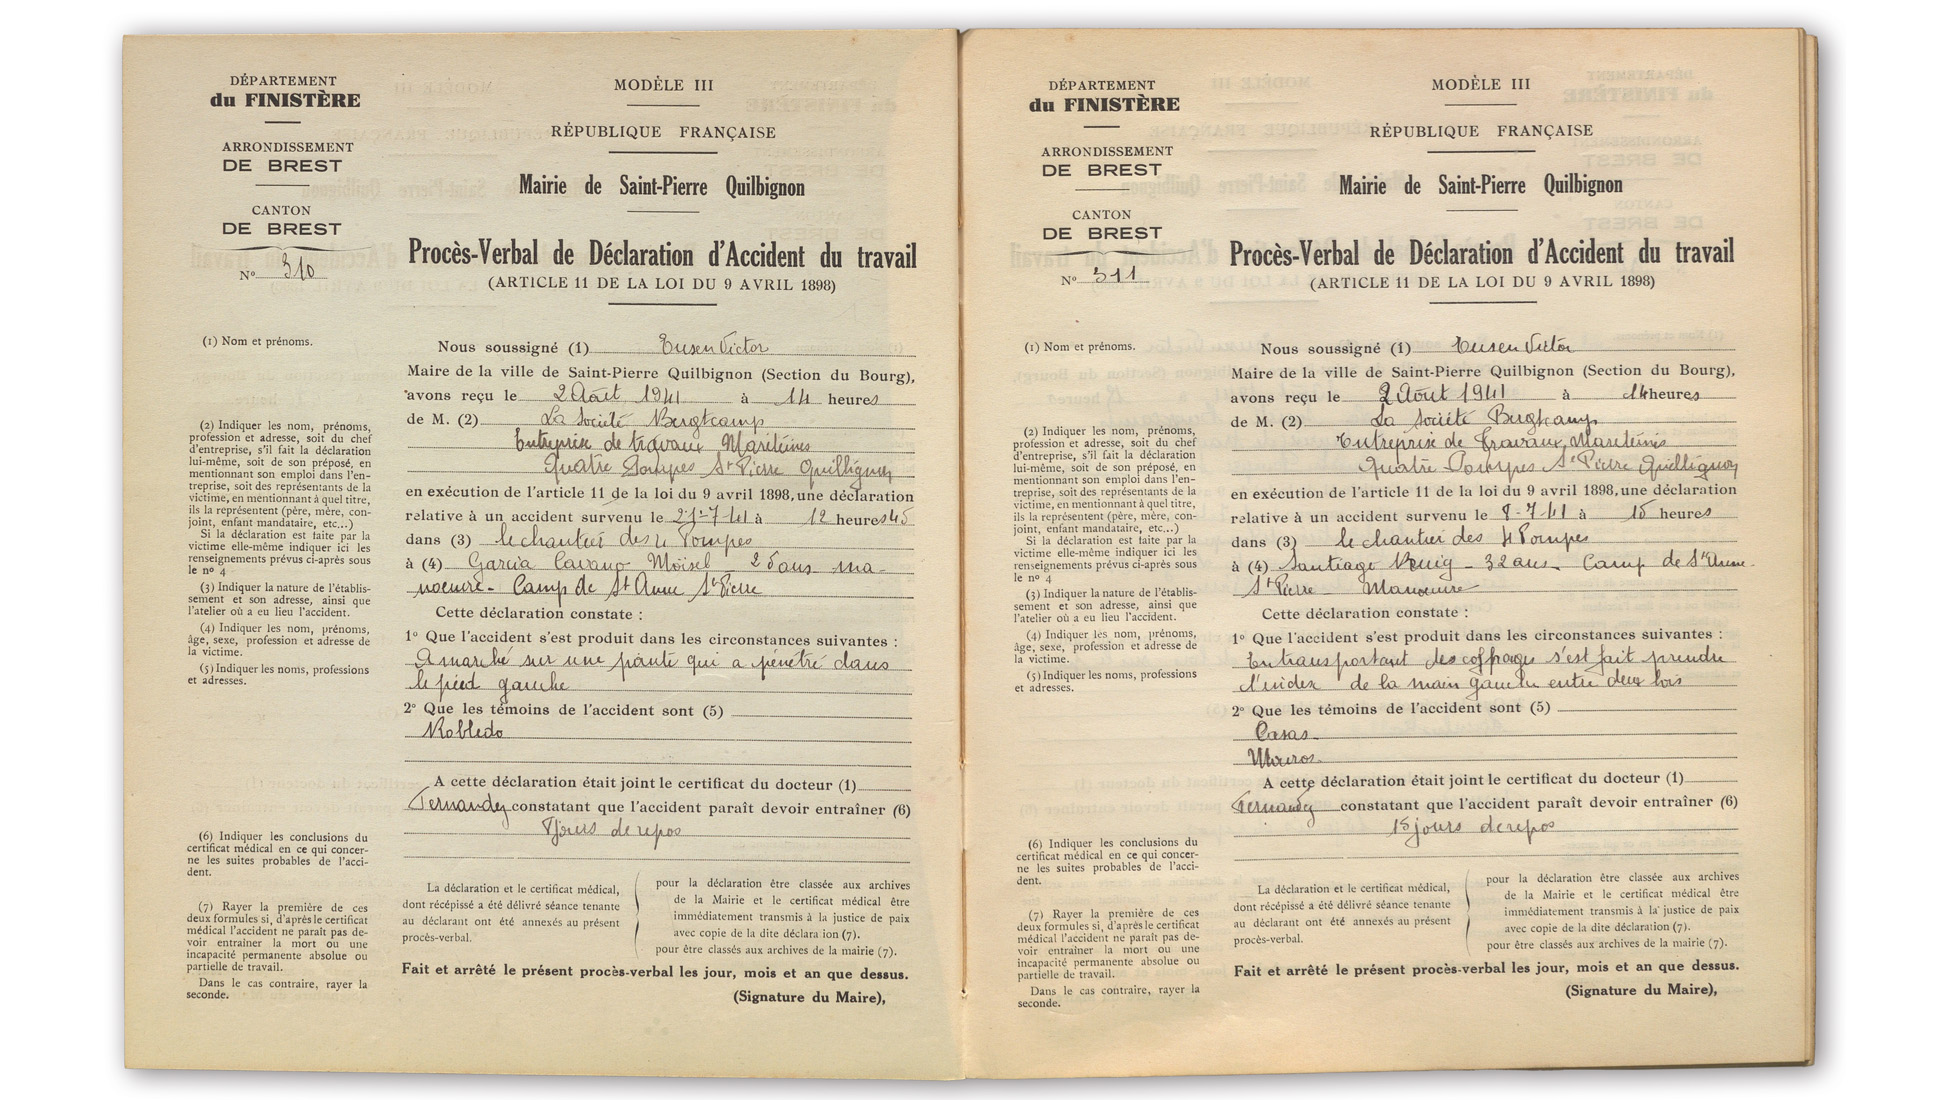 DÉPARTEMENT
du FINISTÈRE
ARRONDISSEMENT
DE BREST
CANTON
DE BREST
N° 310
MODÈLE III
RÉPUBLIQUE FRANÇAISE
Mairie de Saint-Pierre Quilbignon
Procès-Verbal de Déclaration d'Accident du travail
(ARTICLE 11 DE LA LOI DU 9 AVRIL 1898)
(1) Nom et prénoms.
(2) Indiquer les nom, prénoms,
profession et adresse, soit du chef
d'entreprise, s'il fait la déclaration
lui-même, soit de son préposé, en
mentionnant son emploi dans l'en-
treprise, soit des représentants de la
victime, en mentionnant à quel titre,
ils la représentent (père, mère, con-
joint, enfant mandataire, etc...)
Si la déclaration est faite par la
victime elle-même indiquer ici les
renseignements prévus ci-après sous
le n° 4
(3) Indiquer la nature de l'établis-
sement et son adresse, ainsi que
l'atelier où a eu lieu l'accident.
(4) Indiquer les nom, prénoms,
âge, sexe, profession et adresse de
la victime.
(5) Indiquer les noms, professions
et adresses.
(6) Indiquer les conclusions du
certificat médical en ce qui concer-
ne les suites probables de l'acci-
dent.
(7) Rayer la première de ces
deux formules si, d'après le certificat
médical l'accident ne paraît pas de-
voir entraîner la mort ou une
incapacité permanente absolue ou
partielle de travail.
Dans le cas contraire, rayer la
seconde.
Nous soussigné (1) Eusen Victor
Maire de la ville de Saint-Pierre Quilbignon (Section du Bourg),
avons reçu le 2 Août 1941 à 14 heures
de M. (2) La Société Bergtcamp
Entreprise de travaux Maritimes
Quatre Pompes St Pierre Quilbignon
en exécution de l'article 11 de la loi du 9 avril 1898, une déclaration
relative à un accident survenu le 21-7-41 à 12 heures 45
dans (3) le chantier des 4 Pompes
à (4) Garcia Moisel - ans ma-
noeuvre - Camp de St Anne St Pierre
Cette déclaration constate :
1° Que l'accident s'est produit dans les circonstances suivantes :
A marché sur une pointe qui a pénétré dans
le pied gauche
2° Que les témoins de l'accident sont (5)
Robledo
A cette déclaration était joint le certificat du docteur (1)
Fernandez constatant que l'accident paraît devoir entraîner (6)
8 jours de repos
La déclaration et le certificat médical,
dont récépissé a été délivré séance tenante
au déclarant ont été annexés au présent
procès-verbal.
pour la déclaration être classée aux archives
de la Mairie et le certificat médical être
immédiatement transmis à la justice de paix
avec copie de la dite déclara ion (7).
pour être classés aux archives de la mairie (7).
Fait et arrêté le présent procès-verbal les jour, mois et an que dessus.
(Signature du Maire),
DÉPARTEMENT
du FINISTÈRE
ARRONDISSEMENT
DE BREST
CANTON
DE BREST
N° 311
MODÈLE III
RÉPUBLIQUE FRANÇAISE
Mairie de Saint-Pierre Quilbignon
Procès-Verbal de Déclaration d'Accident du travail
(ARTICLE 11 DE LA LOI DU 9 AVRIL 1898)
(1) Nom et prénoms.
(2) Indiquer les nom, prénoms,
profession et adresse, soit du chef
d'entreprise, s'il fait la déclaration
lui-même, soit de son préposé, en
mentionnant son emploi dans l'en-
treprise, soit des représentants de la
victime, en mentionnant à quel titre,
ils la représentent (père, mère, con-
joint, enfant mandataire, etc...)
Si la déclaration est faite par la
victime elle-même indiquer ici les
renseignements prévus ci-après sous
le n° 4
(3) Indiquer la nature de l'établis-
sement et son adresse, ainsi que
l'atelier où a eu lieu l'accident.
(4) Indiquer les nom, prénoms,
âge, sexe, profession et adresse de
la victime.
(5) Indiquer les noms, professions
et adresses.
(6) Indiquer les conclusions du
certificat médical en ce qui concer-
ne les suites probables de l'acci-
dent.
(7) Rayer la première de ces
deux formules si, d'après le certificat
médical l'accident ne paraît pas de-
voir entraîner la mort ou une
incapacité permanente absolue ou
partielle de travail.
Dans le cas contraire, rayer la
seconde.
Nous soussigné (1) Eusen Victor
Maire de la ville de Saint-Pierre Quilbignon (Section du Bourg),
avons reçu le 2 Août 1941 à 14 heures
de M. (2) La Société Bergtcamp
Entreprise de Travaux Maritimes
Quatre Pompes St Pierre Quilbignon
en exécution de l'article 11 de la loi du 9 avril 1898, une déclaration
relative à un accident survenu le 8-7-41 à 15 heures
dans (3) le chantier des 4 Pompes
à (4) Santiago - 32 ans - Camp de Ste Anne -
St Pierre Manoeuvre
Cette déclaration constate :
1° Que l'accident s'est produit dans les circonstances suivantes :
En transportant des coffrages s'est fait prendre
l'index de la main gauche entre deux bois
2° Que les témoins de l'accident sont (5)
Casas -
A cette déclaration était joint le certificat du docteur (1)
Fernandez constatant que l'accident paraît devoir entraîner (6)
15 jours de repos
La déclaration et le certificat médical,
dont récépissé a été délivré séance tenante
au déclarant ont été annexés au présent
procès-verbal.
pour la déclaration être classée aux archives
de la Mairie et le certificat médical être
immédiatement transmis à la justice de paix
avec copie de la dite déclaration (7).
pour être classés aux archives de la mairie (7).
Fait et arrêté le présent procès-verbal les jour, mois et an que dessus.
(Signature du Maire),